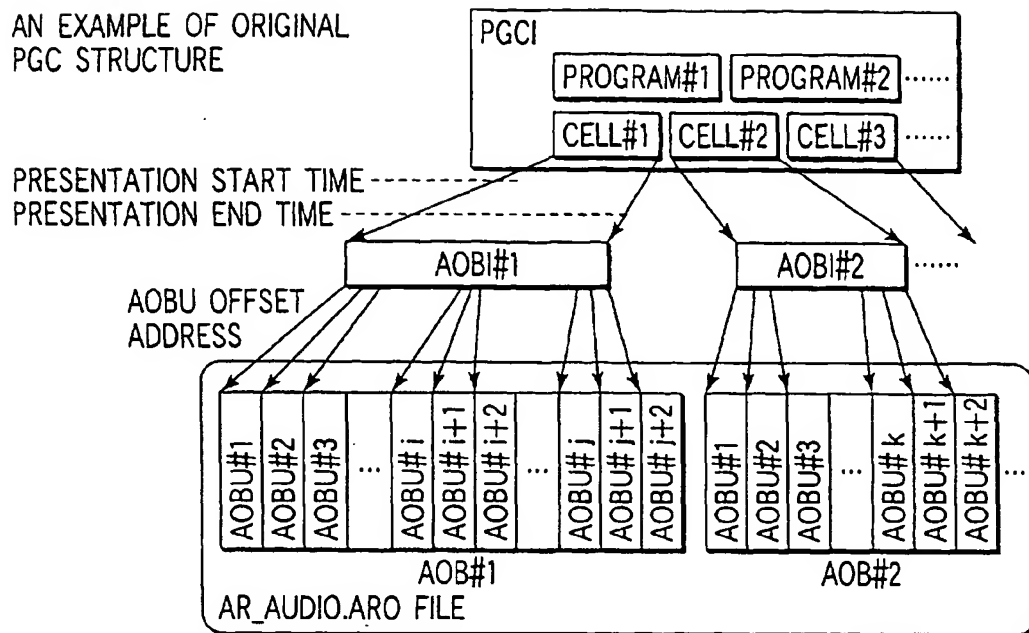 AN EXAMPLE OF ORIGINAL
PGC STRUCTURE
PGCI
PROGRAM#1 PROGRAM#2 ......
CELL#1 CELL#2 CELL#3 ......
PRESENTATION START TIME
PRESENTATION END TIME
AOBI#1 AOBI#2 ......
AOBU OFFSET
ADDRESS
AOBU#1 AOBU#2 AOBU#3 ... AOBU#i AOBU#i+1 AOBU#i+2 ... AOBU#j AOBU#j+1 AOBU#j+2 AOBU#1 AOBU#2 AOBU#3 ... AOBU#k AOBU#k+1 AOBU#k+2 ...
AOB#1 AOB#2
AR_AUDIO.ARO FILE